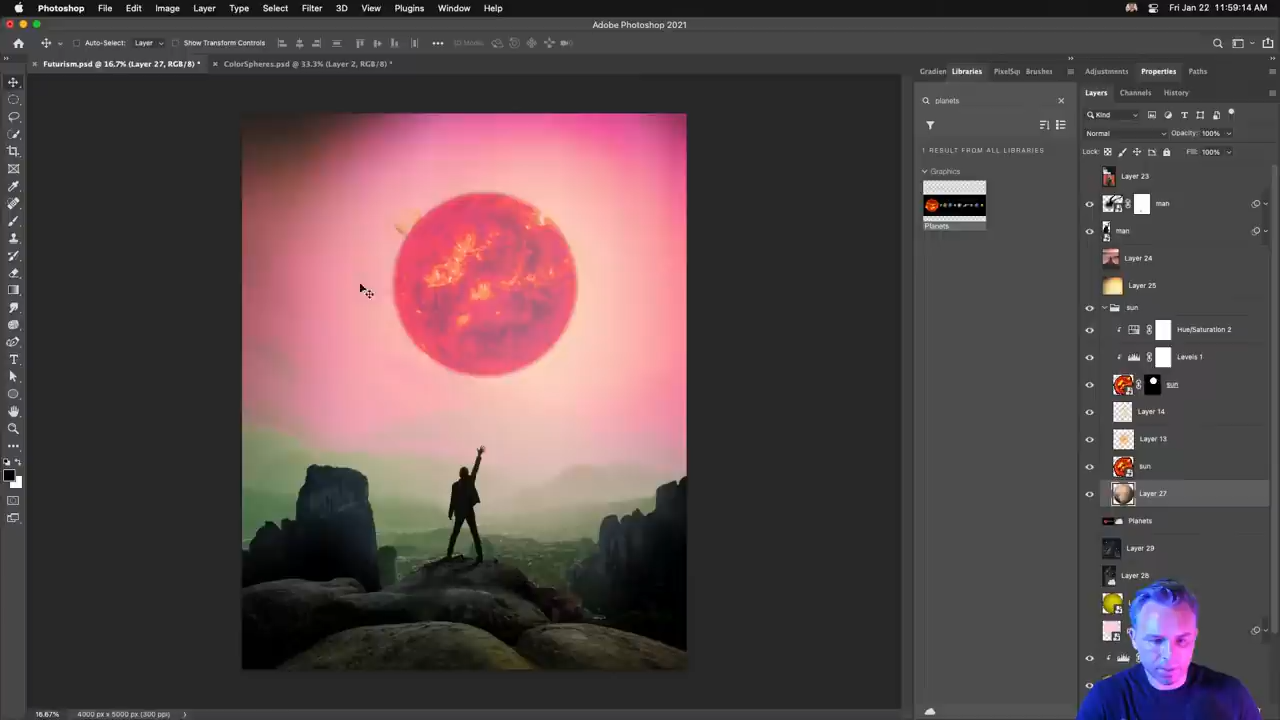 Photoshop File Edit Image Layer Type Select Filter 3D View Plugins Window Help Fri Jan 22 11:59:14 AM
Adobe Photoshop 2021
Auto-Select: Layer Show Transform Controls ••• 3D Mode:
× Futurism.psd @ 16.7% (Layer 27, RGB/8) * × ColorSpheres.psd @ 33.3% (Layer 2, RGB/8) *
Gradien Libraries PixelSq Brushes Adjustments Properties Paths
Layers Channels History
planets
Kind
Normal Opacity: 100%
Lock: Fill: 100%
1 RESULT FROM ALL LIBRARIES
Graphics
Planets
Layer 23
man
man
Layer 24
Layer 25
sun
Hue/Saturation 2
Levels 1
sun
Layer 14
Layer 13
sun
Layer 27
Planets
Layer 29
Layer 28
16.67% 4000 px x 5000 px (300 ppi)